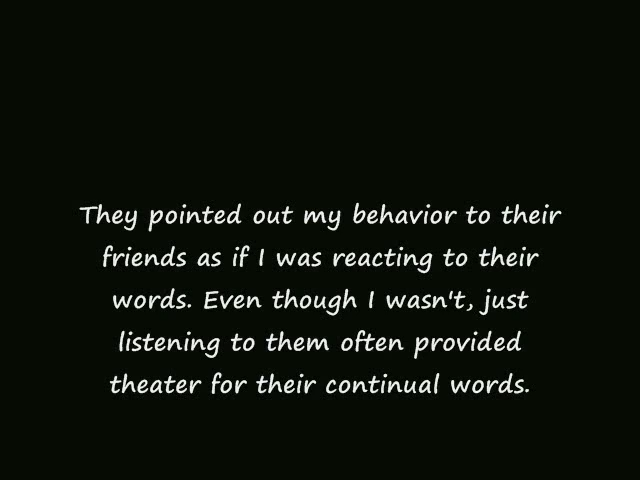 They pointed out my behavior to their
friends as if I was reacting to their
words. Even though I wasn't, just
listening to them often provided
theater for their continual words.